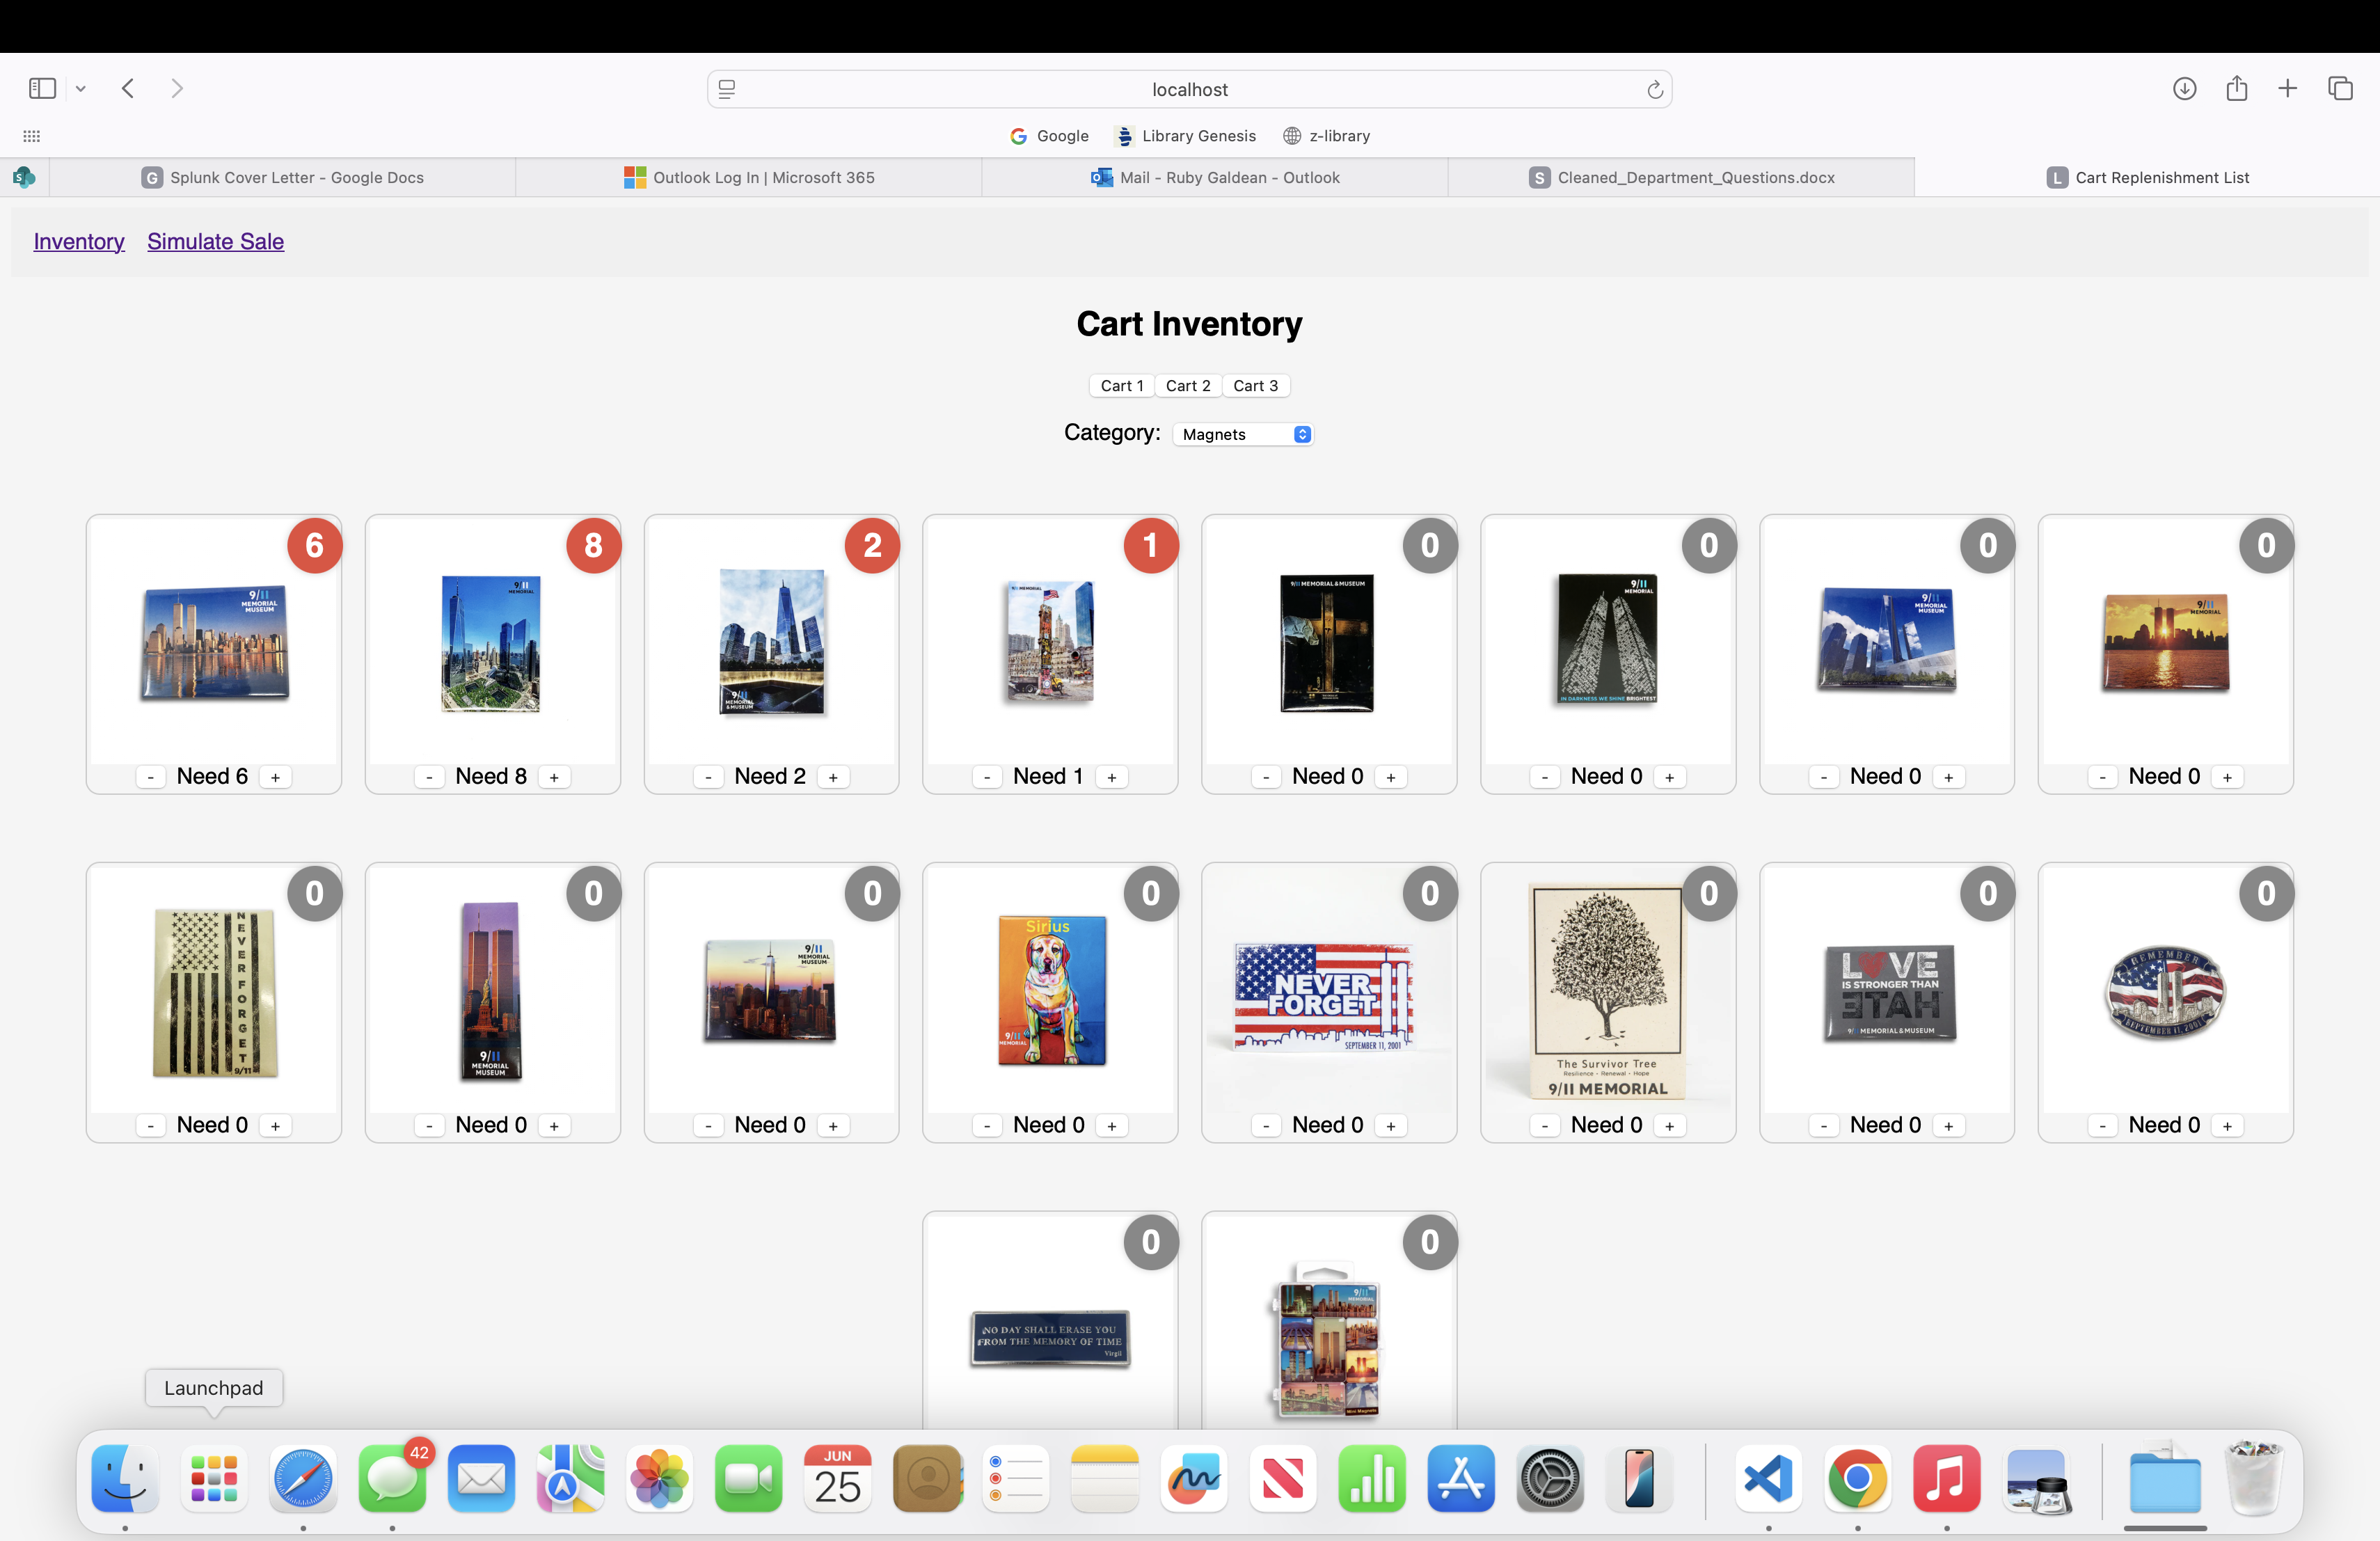 localhost
Google Library Genesis z-library
S G Splunk Cover Letter - Google Docs Outlook Log In | Microsoft 365 Mail - Ruby Galdean - Outlook S Cleaned_Department_Questions.docx L Cart Replenishment List
Inventory Simulate Sale
Cart Inventory
Cart 1 Cart 2 Cart 3
Category: Magnets
6 8 2 1 0 0 0 0
9/11
MEMORIAL
MUSEUM
9/11
MEMORIAL
9/11
MEMORIAL
& MUSEUM
9/11 MEMORIAL
9/11 MEMORIAL & MUSEUM
9/11
MEMORIAL
IN DARKNESS WE SHINE BRIGHTEST
9/11
MEMORIAL
MUSEUM
9/11
MEMORIAL
- Need 6 + - Need 8 + - Need 2 + - Need 1 + - Need 0 + - Need 0 + - Need 0 + - Need 0 +
0 0 0 0 0 0 0 0
NEVER FORGET
9/11
9/11
MEMORIAL
MUSEUM
9/11
MEMORIAL
MUSEUM
Sirius
9/11
MEMORIAL
NEVER
FORGET
SEPTEMBER 11, 2001
The Survivor Tree
Resilience • Renewal • Hope
9/11 MEMORIAL
LOVE
IS STRONGER THAN
HATE
9/11 MEMORIAL & MUSEUM
REMEMBER
SEPTEMBER 11, 2001
- Need 0 + - Need 0 + - Need 0 + - Need 0 + - Need 0 + - Need 0 + - Need 0 + - Need 0 +
0 0
NO DAY SHALL ERASE YOU
FROM THE MEMORY OF TIME
Virgil
9/11
MEMORIAL
Mini Magnets
Launchpad
42
JUN
25